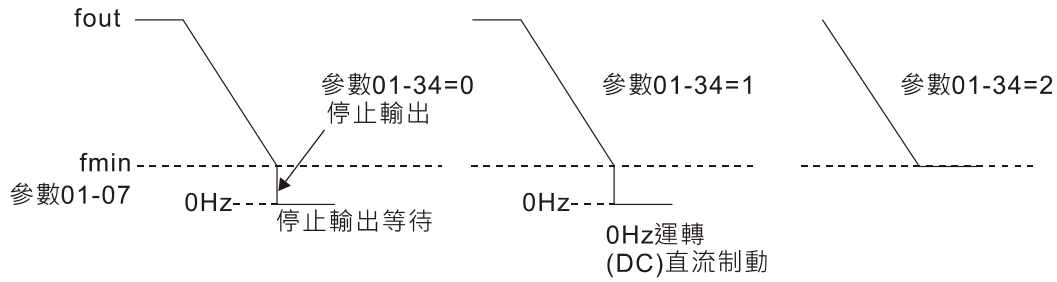 fout
參數01-34=0
停止輸出
fmin
參數01-07
0Hz
停止輸出等待
參數01-34=1
0Hz
0Hz運轉
(DC)直流制動
參數01-34=2